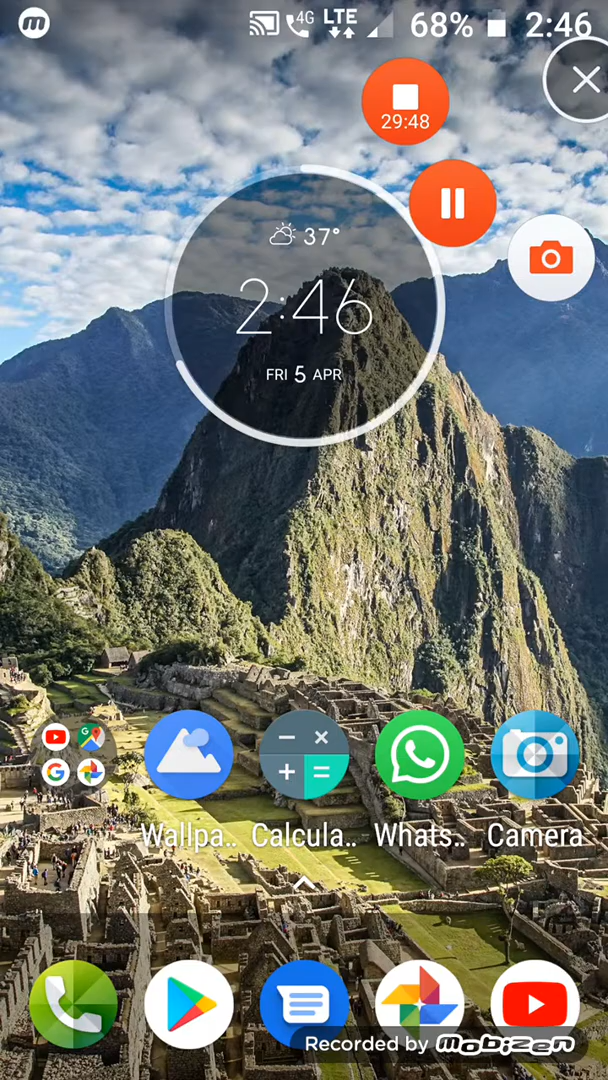 m 4G LTE 68% 2:46
29:48
37°
2:46
FRI 5 APR
Wallpa.. Calcula.. Whats.. Camera
Recorded by mobizen